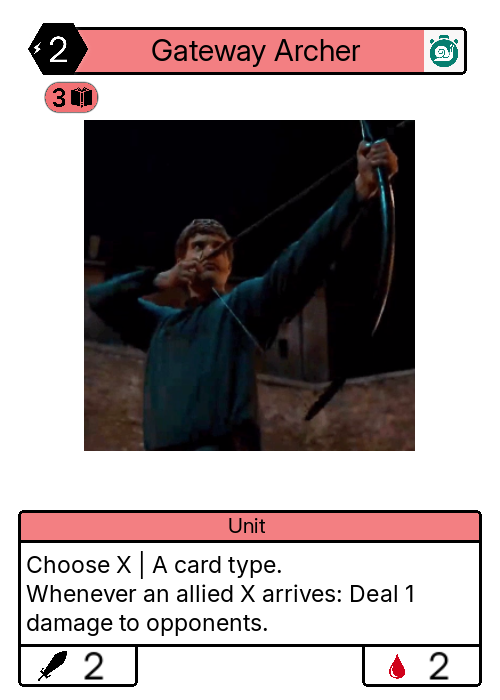 2
Gateway Archer
3
Unit
Choose X | A card type.
Whenever an allied X arrives: Deal 1
damage to opponents.
2
2